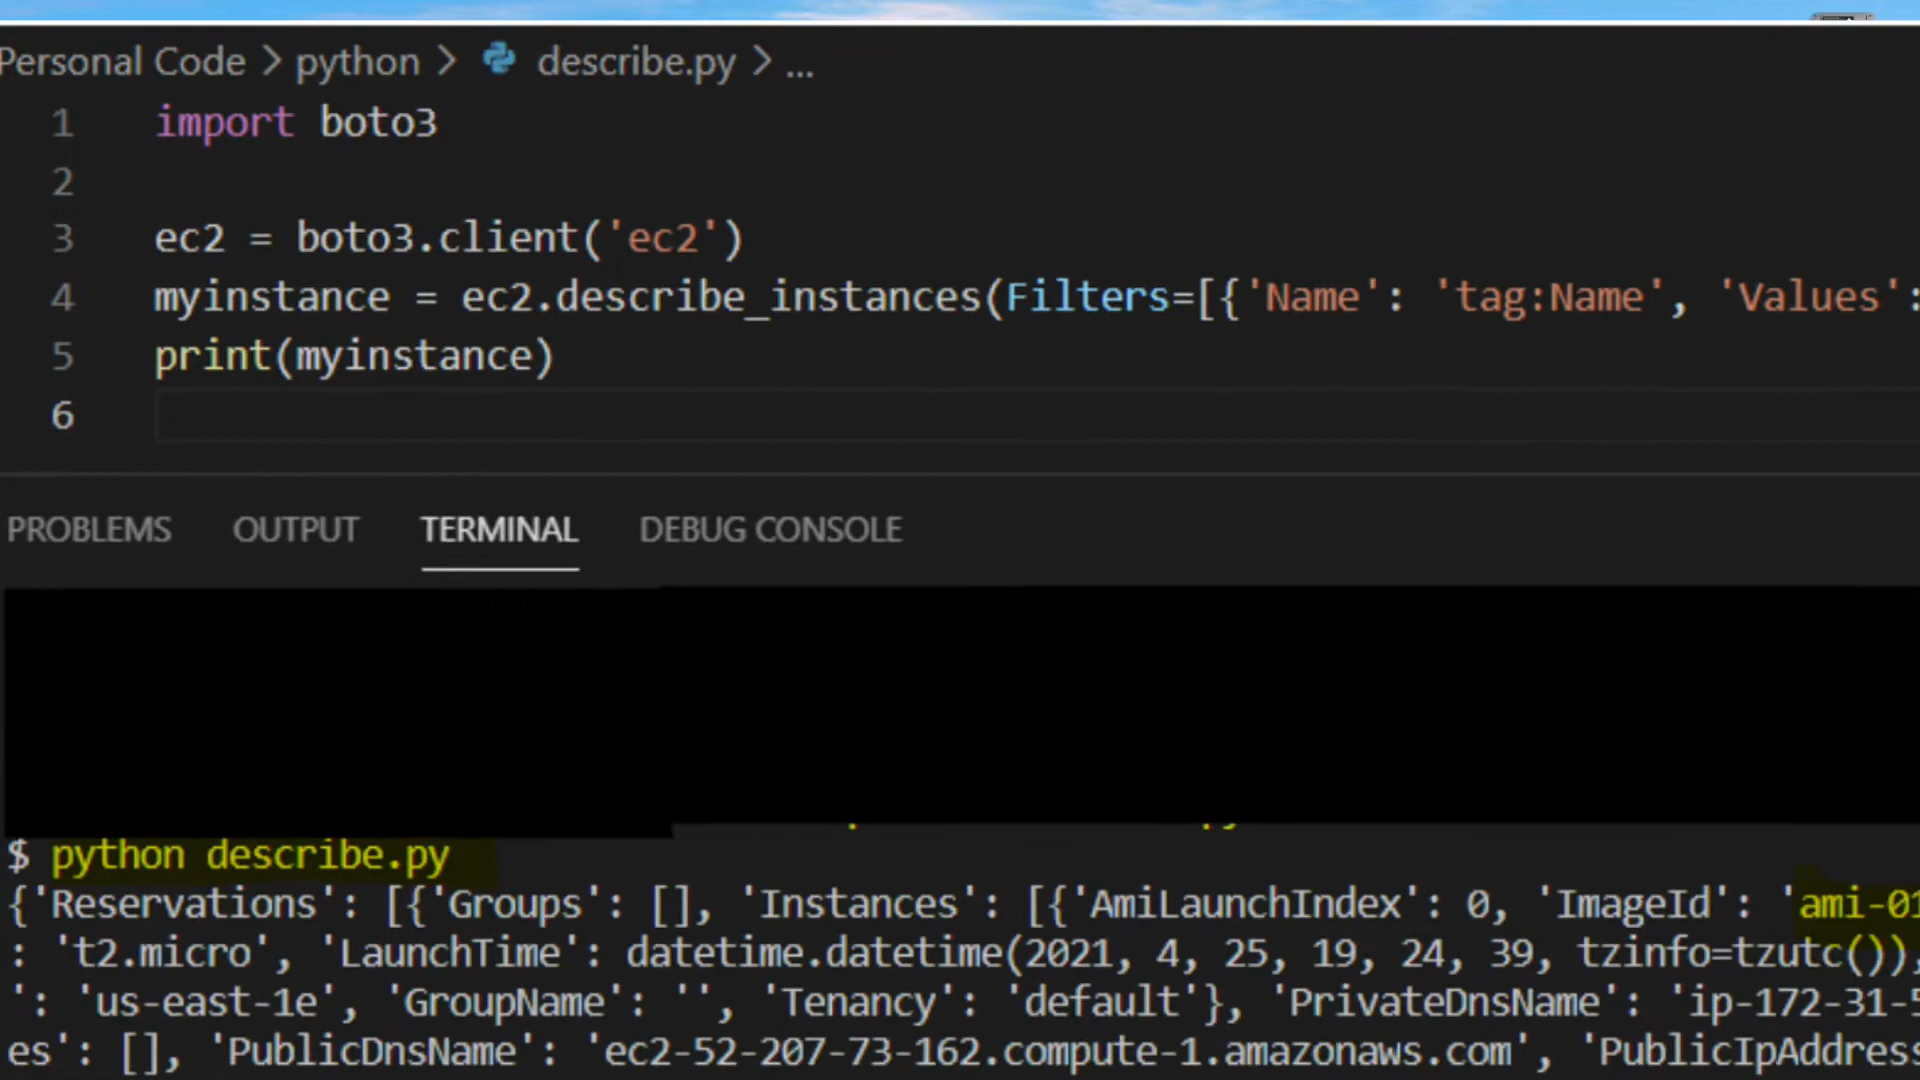 Personal Code > python > describe.py > ...
1 import boto3
2
3 ec2 = boto3.client('ec2')
4 myinstance = ec2.describe_instances(Filters=[{'Name': 'tag:Name', 'Values':
5 print(myinstance)
6
PROBLEMS OUTPUT TERMINAL DEBUG CONSOLE
$ python describe.py
{'Reservations': [{'Groups': [], 'Instances': [{'AmiLaunchIndex': 0, 'ImageId': 'ami-01
: 't2.micro', 'LaunchTime': datetime.datetime(2021, 4, 25, 19, 24, 39, tzinfo=tzutc()),
': 'us-east-1e', 'GroupName': '', 'Tenancy': 'default'}, 'PrivateDnsName': 'ip-172-31-5
es': [], 'PublicDnsName': 'ec2-52-207-73-162.compute-1.amazonaws.com', 'PublicIpAddress